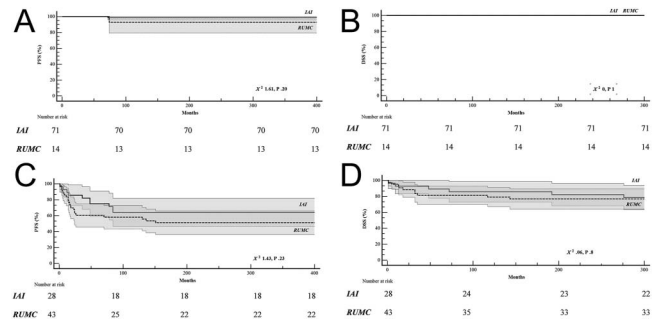 A
PFS (%)
100
80
60
40
20
0
IAI
RUMC
X² 1.61, P .20
0 100 200 300 400
Months
Number at risk
IAI 71 70 70 70 70
RUMC 14 13 13 13 13
B
DSS (%)
100
80
60
40
20
0
IAI RUMC
X² 0, P 1
0 100 200 300
Months
Number at risk
IAI 71 71 71 71 71
RUMC 14 14 14 14 14
C
PFS (%)
100
80
60
40
20
0
IAI
RUMC
X² 1.43, P .23
0 100 200 300 400
Months
Number at risk
IAI 28 18 18 18 18
RUMC 43 25 22 22 22
D
DSS (%)
100
80
60
40
20
0
IAI
RUMC
X² .06, P .8
0 100 200 300
Months
Number at risk
IAI 28 24 23 22
RUMC 43 35 33 33